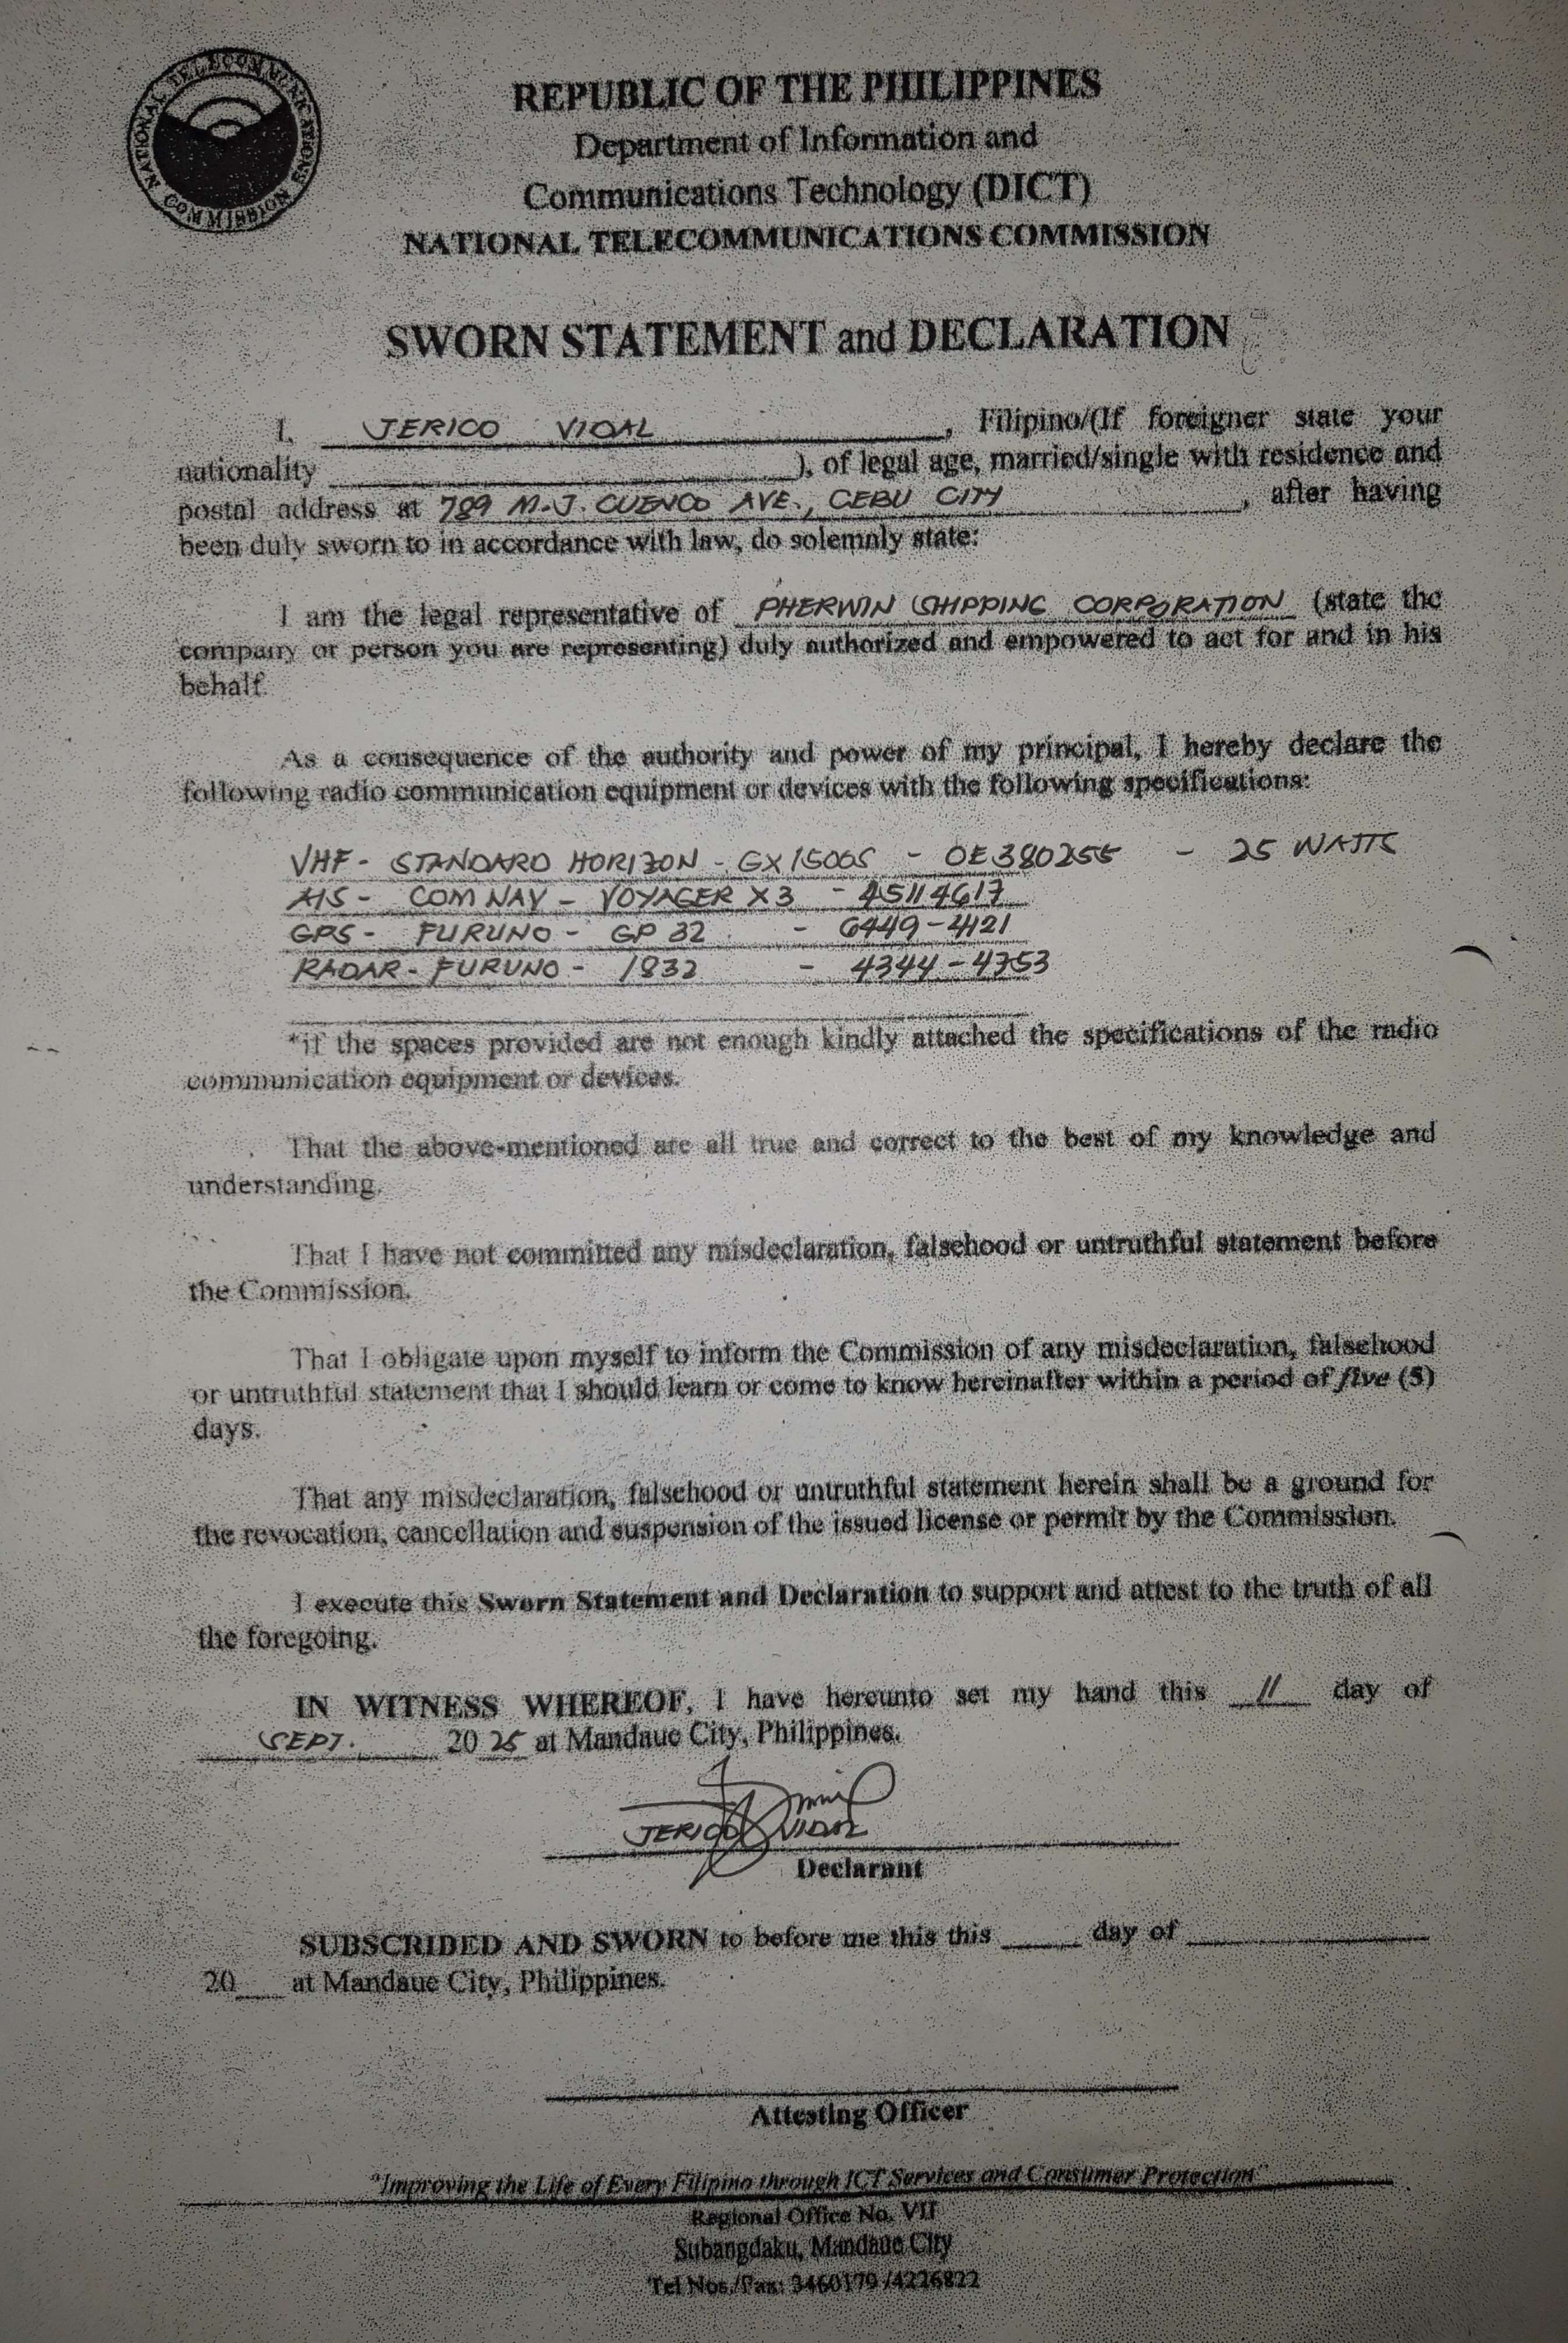 NATIONAL TELECOMMUNICATIONS COMMISSION
REPUBLIC OF THE PHILIPPINES
Department of Information and
Communications Technology (DICT)
NATIONAL TELECOMMUNICATIONS COMMISSION
SWORN STATEMENT and DECLARATION
I, JERICO VIDAL, Filipino/(If foreigner state your
nationality ), of legal age, married/single with residence and
postal address at 789 M.J. CUENCO AVE., CEBU CITY, after having
been duly sworn to in accordance with law, do solemnly state:
I am the legal representative of PHERWIN SHIPPING CORPORATION (state the
company or person you are representing) duly authorized and empowered to act for and in his
behalf.
As a consequence of the authority and power of my principal, I hereby declare the
following radio communication equipment or devices with the following specifications:
VHF - STANDARD HORIZON - GX1500S - OE380255 - 25 WATTS
AIS - COM NAV - VOYAGER X3 - 45114617
GPS - FURUNO - GP 32 - 6449-4121
RADAR - FURUNO - 1832 - 4344-4753
*if the spaces provided are not enough kindly attached the specifications of the radio
communication equipment or devices.
That the above-mentioned are all true and correct to the best of my knowledge and
understanding.
That I have not committed any misdeclaration, falsehood or untruthful statement before
the Commission.
That I obligate upon myself to inform the Commission of any misdeclaration, falsehood
or untruthful statement that I should learn or come to know hereinafter within a period of five (5)
days.
That any misdeclaration, falsehood or untruthful statement herein shall be a ground for
the revocation, cancellation and suspension of the issued license or permit by the Commission.
I execute this Sworn Statement and Declaration to support and attest to the truth of all
the foregoing.
IN WITNESS WHEREOF, I have hereunto set my hand this 11 day of
SEPT. 2025 at Mandaue City, Philippines.
JERICO VIDAL
Declarant
SUBSCRIBED AND SWORN to before me this this ____ day of ____
20__ at Mandaue City, Philippines.
Attesting Officer
"Improving the Life of Every Filipino through ICT Services and Consumer Protection"
Regional Office No. VII
Subangdaku, Mandaue City
Tel Nos./Fax: 3460179 /4226822